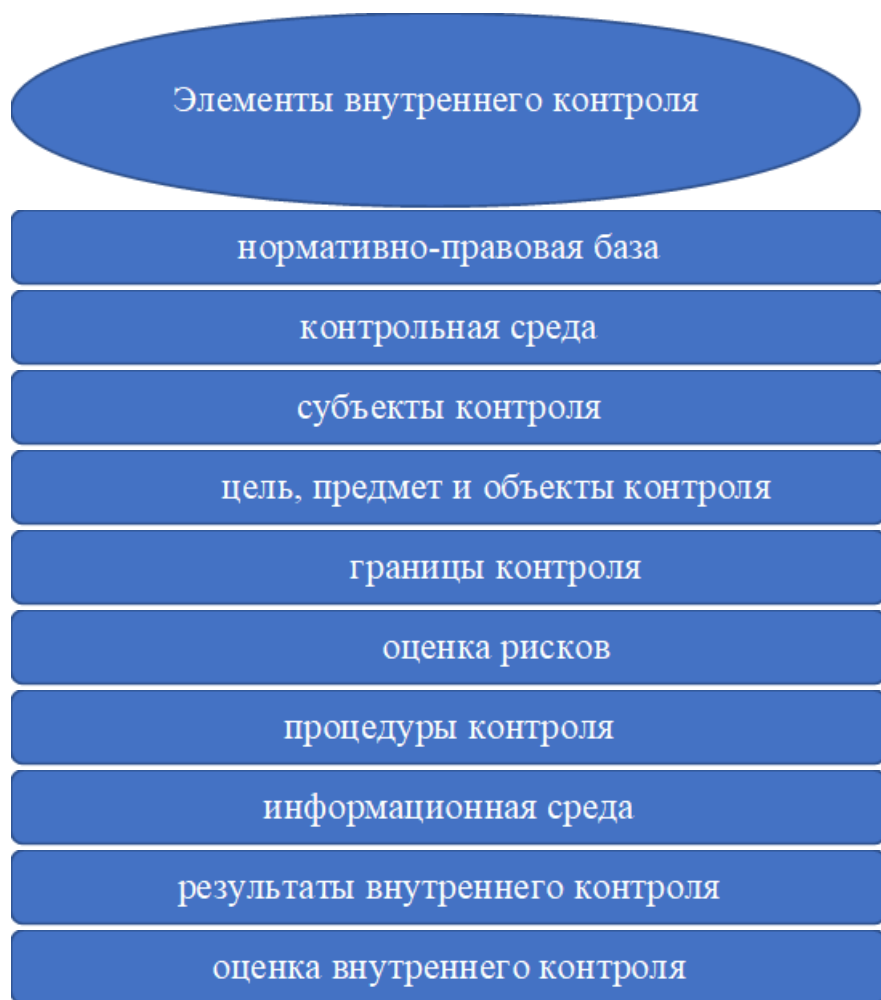 Элементы внутреннего контроля
нормативно-правовая база
контрольная среда
субъекты контроля
цель, предмет и объекты контроля
границы контроля
оценка рисков
процедуры контроля
информационная среда
результаты внутреннего контроля
оценка внутреннего контроля